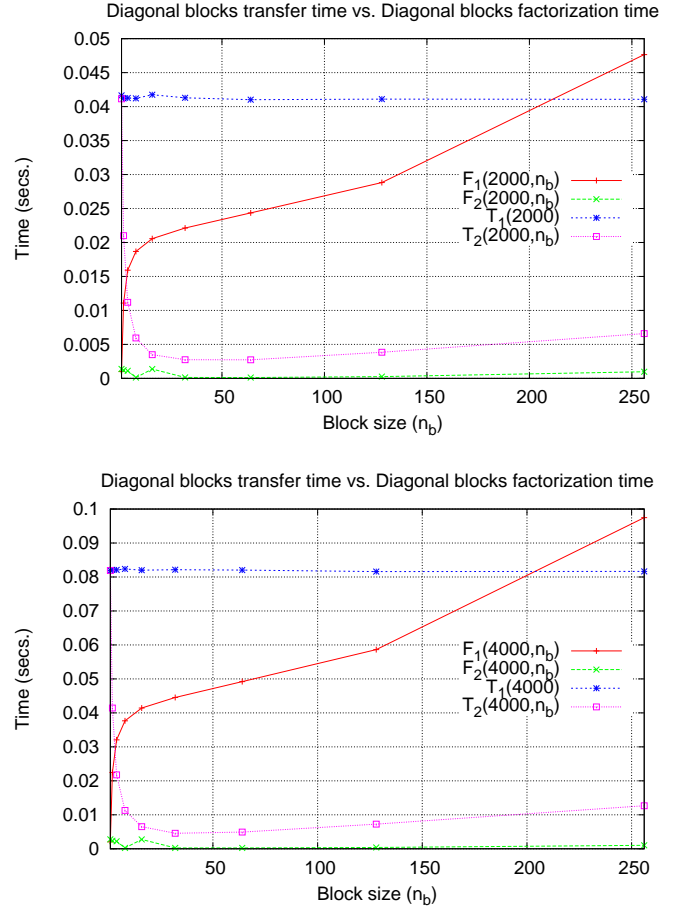 Diagonal blocks transfer time vs. Diagonal blocks factorization time
0.05
0.045
0.04
0.035
0.03
0.025
0.02
0.015
0.01
0.005
0
Time (secs.)
F1(2000,nb)
F2(2000,nb)
T1(2000)
T2(2000,nb)
50 100 150 200 250
Block size (nb)
Diagonal blocks transfer time vs. Diagonal blocks factorization time
0.1
0.09
0.08
0.07
0.06
0.05
0.04
0.03
0.02
0.01
0
Time (secs.)
F1(4000,nb)
F2(4000,nb)
T1(4000)
T2(4000,nb)
50 100 150 200 250
Block size (nb)